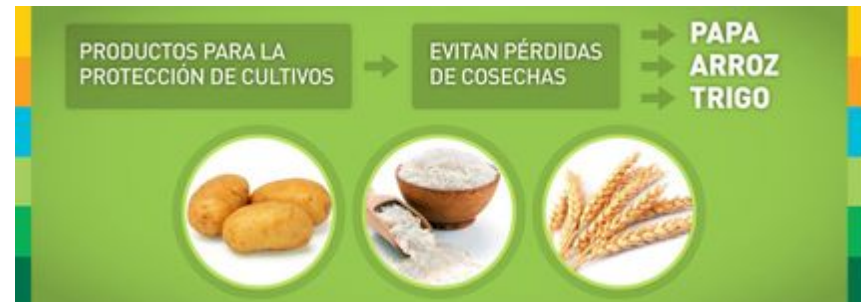 PRODUCTOS PARA LA
PROTECCIÓN DE CULTIVOS
EVITAN PÉRDIDAS
DE COSECHAS
PAPA
ARROZ
TRIGO